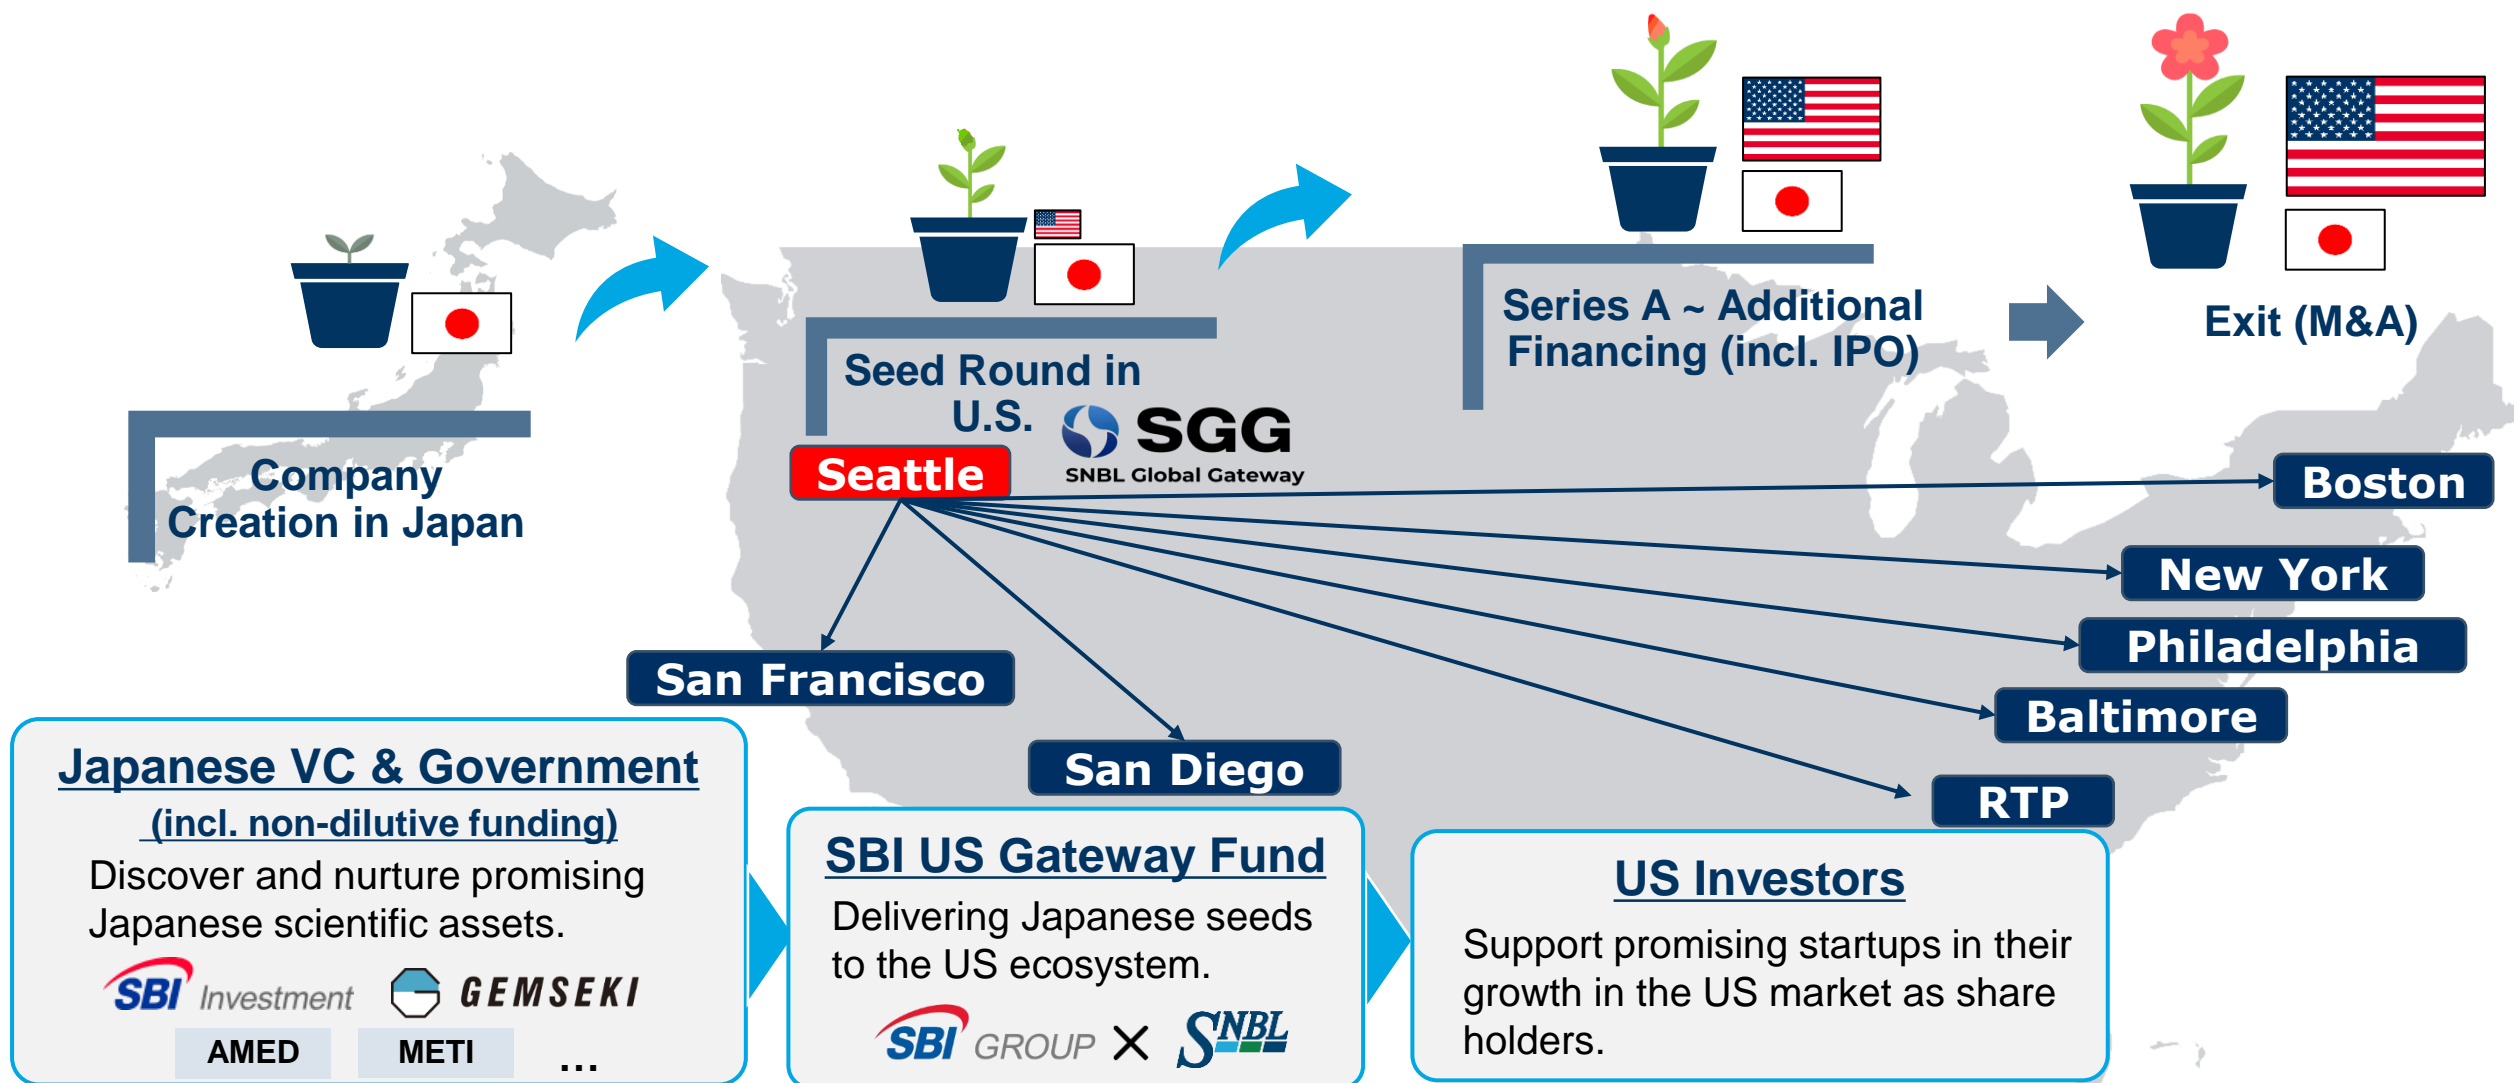 Company
Creation in Japan
Seed Round in
U.S.
SGG
SNBL Global Gateway
Series A ~ Additional
Financing (incl. IPO)
Exit (M&A)
Seattle
Boston
New York
Philadelphia
Baltimore
RTP
San Francisco
San Diego
Japanese VC & Government
(incl. non-dilutive funding)
Discover and nurture promising
Japanese scientific assets.
SBI Investment
GEMSEKI
AMED
METI
...
SBI US Gateway Fund
Delivering Japanese seeds
to the US ecosystem.
SBI GROUP × SNBL
US Investors
Support promising startups in their
growth in the US market as share
holders.